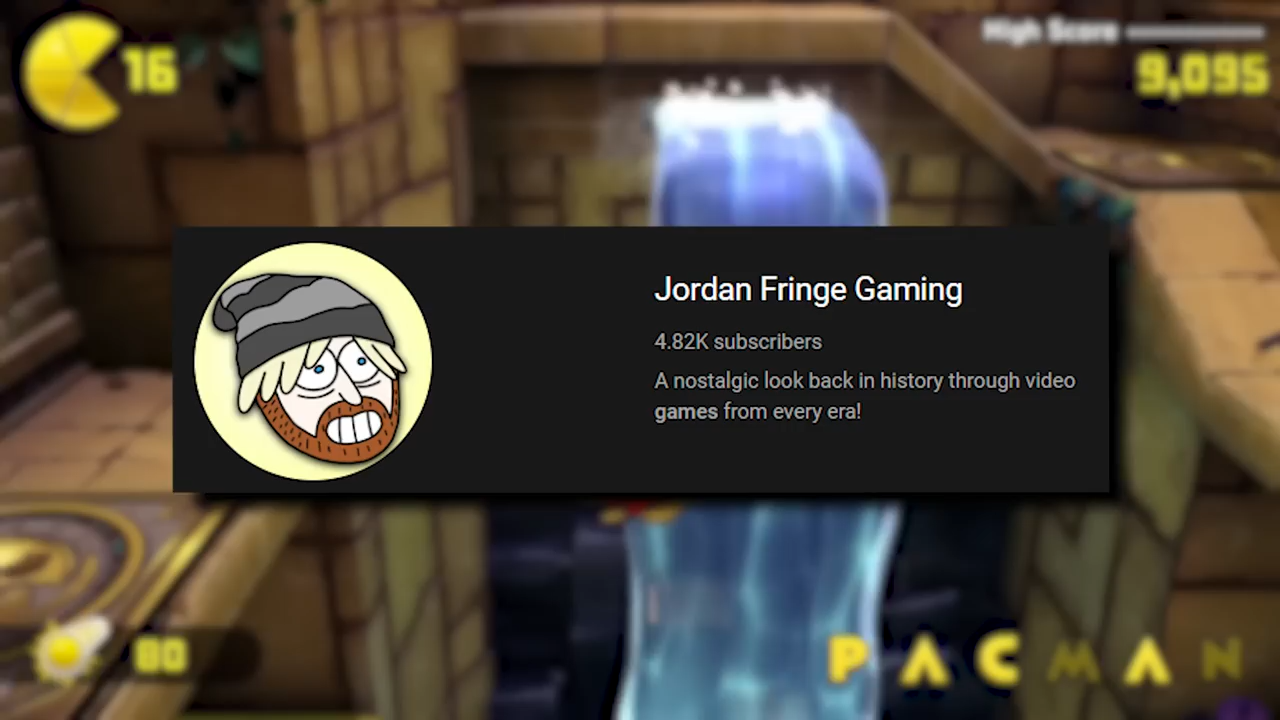 16
High Score
9,095
Jordan Fringe Gaming
4.82K subscribers
A nostalgic look back in history through video
games from every era!
80
PACMAN